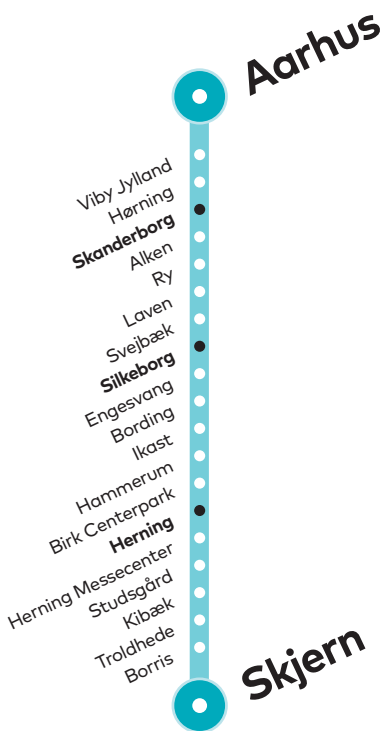 Aarhus
Viby Jylland
Hørning
Skanderborg
Alken
Ry
Laven
Svejbæk
Silkeborg
Engesvang
Bording
Ikast
Hammerum
Birk Centerpark
Herning
Herning Messecenter
Studsgård
Kibæk
Troldhede
Borris
Skjern